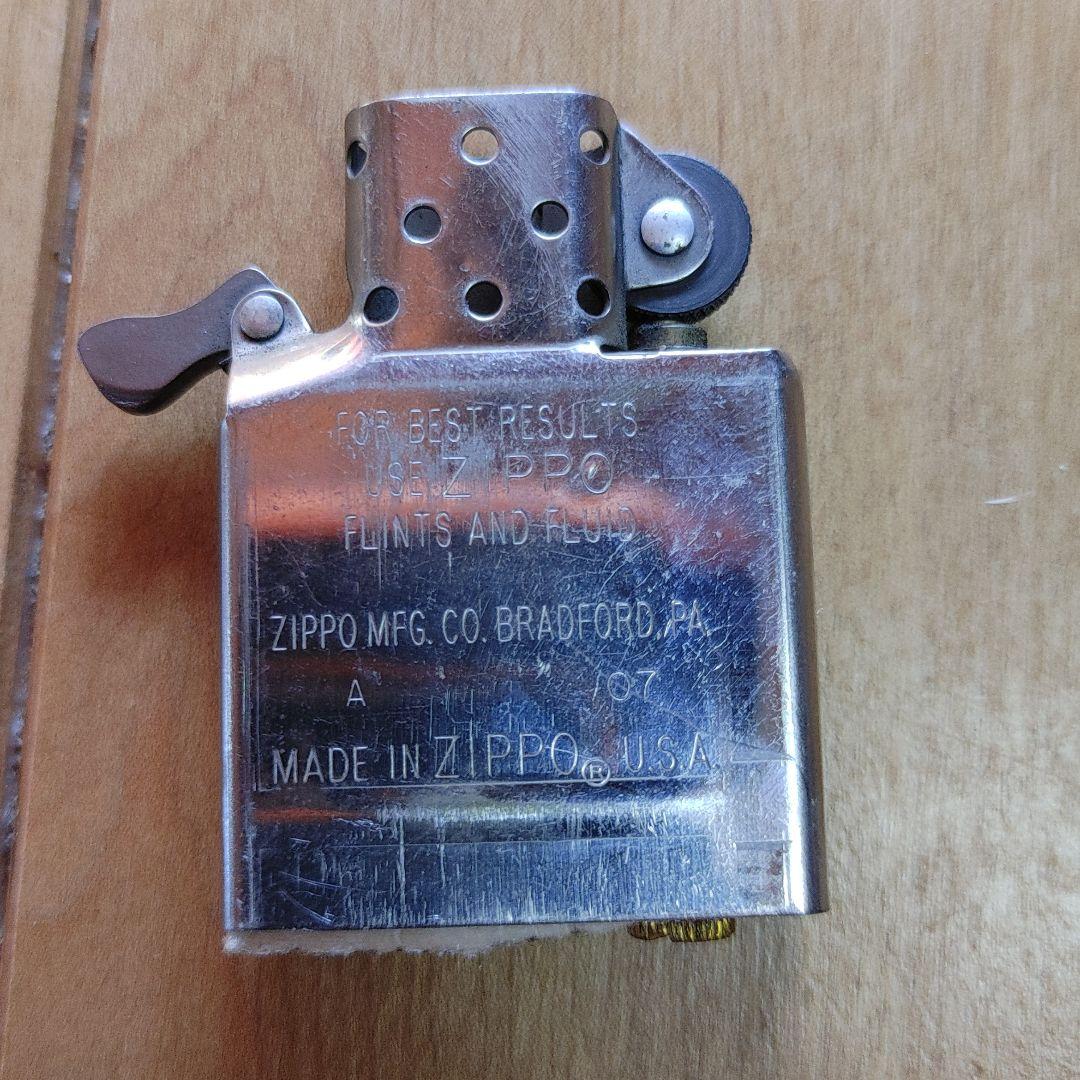 FOR BEST RESULTS
USE ZIPPO
FLINTS AND FLUID
ZIPPO MFG. CO. BRADFORD, PA.
A 07
MADE IN ZIPPO® U.S.A.